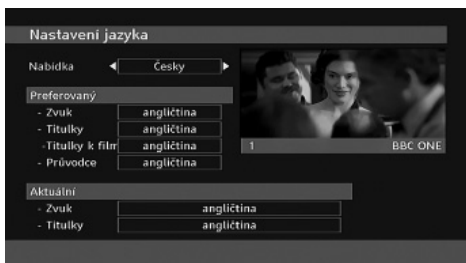 Nastavení jazyka
Nabídka Česky
Preferovaný
- Zvuk angličtina
- Titulky angličtina
-Titulky k film angličtina
- Průvodce angličtina
1 BBC ONE
Aktuální
- Zvuk angličtina
- Titulky angličtina